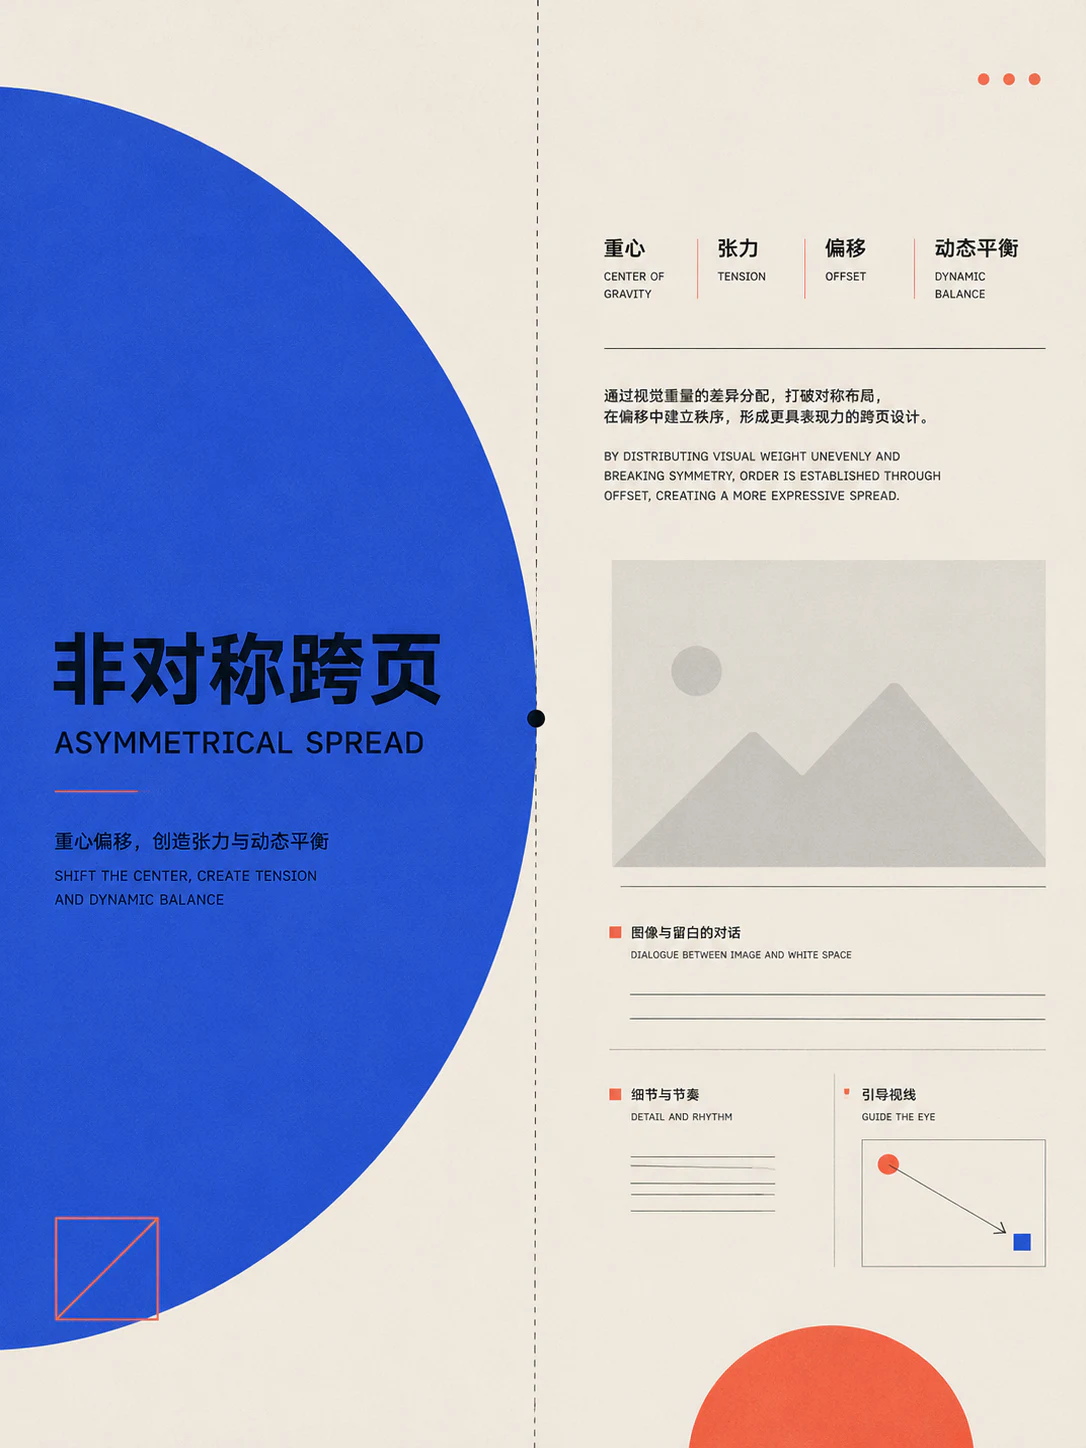 非对称跨页
ASYMMETRICAL SPREAD
重心偏移，创造张力与动态平衡
SHIFT THE CENTER, CREATE TENSION
AND DYNAMIC BALANCE
重心
CENTER OF
GRAVITY
张力
TENSION
偏移
OFFSET
动态平衡
DYNAMIC
BALANCE
通过视觉重量的差异分配，打破对称布局，
在偏移中建立秩序，形成更具表现力的跨页设计。
BY DISTRIBUTING VISUAL WEIGHT UNEVENLY AND
BREAKING SYMMETRY, ORDER IS ESTABLISHED THROUGH
OFFSET, CREATING A MORE EXPRESSIVE SPREAD.
图像与留白的对话
DIALOGUE BETWEEN IMAGE AND WHITE SPACE
细节与节奏
DETAIL AND RHYTHM
引导视线
GUIDE THE EYE